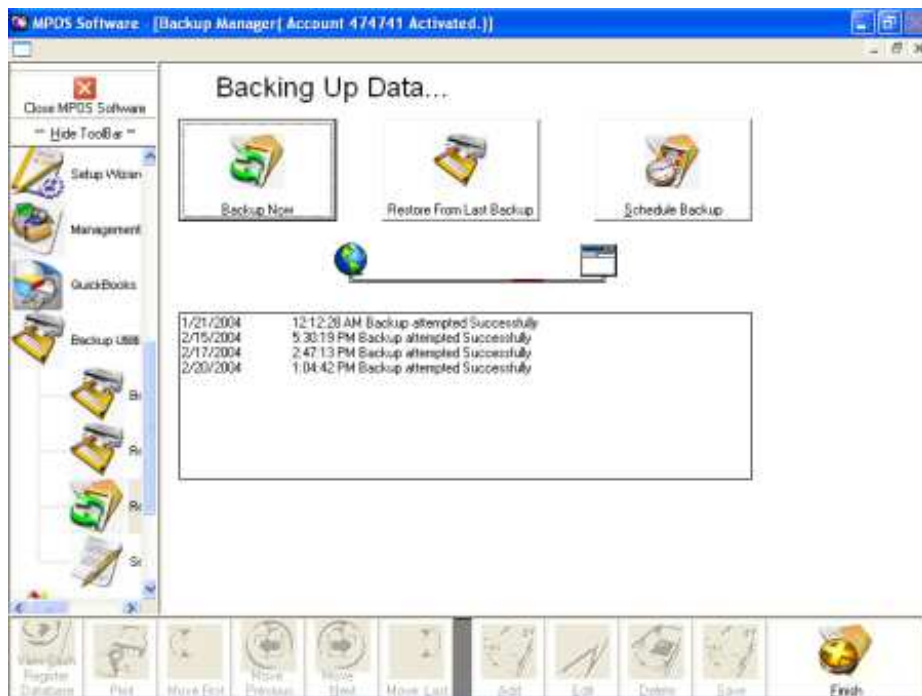 MPOS Software - [Backup Manager( Account 474741 Activated.)]
Close MPOS Software
-- Hide ToolBar --
Backing Up Data...
Setup Wizar
Management
QuickBooks
Backup Utiliti
Backup Now
Restore From Last Backup
Schedule Backup
1/21/2004 12:12:28 AM Backup attempted Successfully
2/15/2004 5:30:19 PM Backup attempted Successfully
2/17/2004 2:47:13 PM Backup attempted Successfully
2/20/2004 1:04:42 PM Backup attempted Successfully
Register
Database
Print
Move First
Move
Previous
Move
Next
Move Last
Add
Edit
Delete
Save
Finish